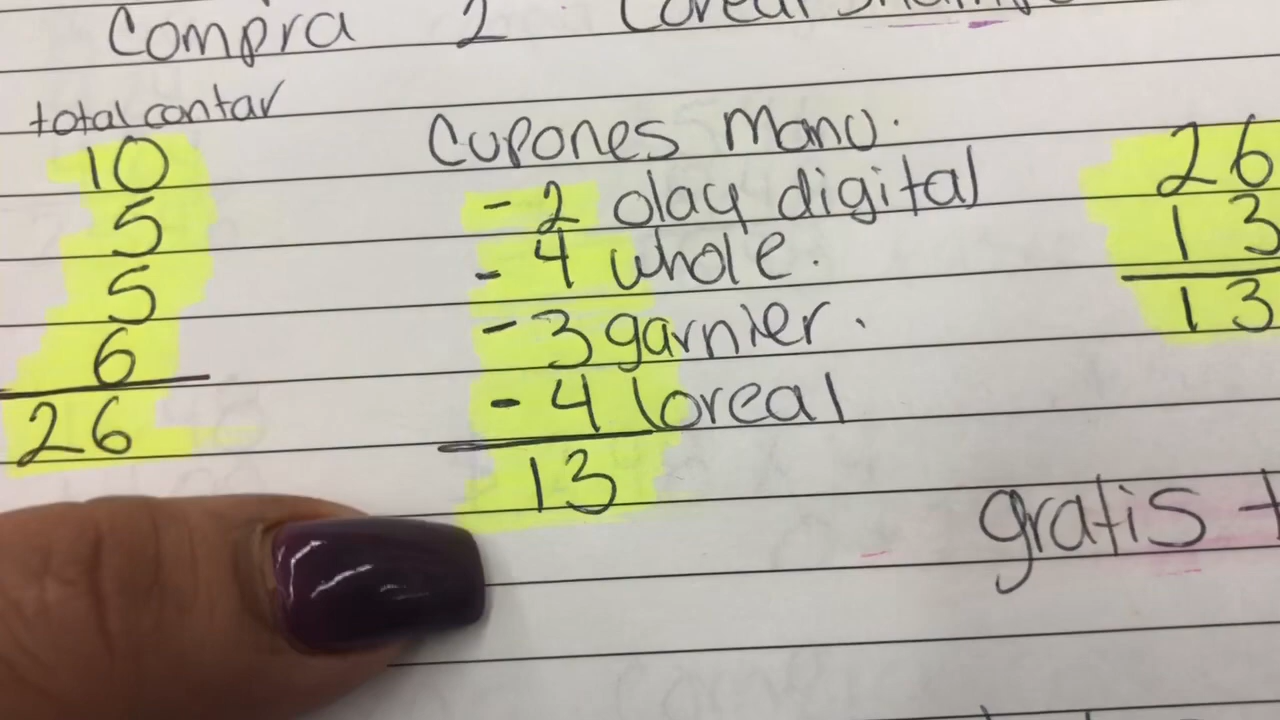 Compra 2 Loreal
total contar
10
5
5
6
26
Cupones Manu.
- 2 olay digital
- 4 whole.
- 3 garnier.
- 4 loreal
13
26
13
13
gratis +